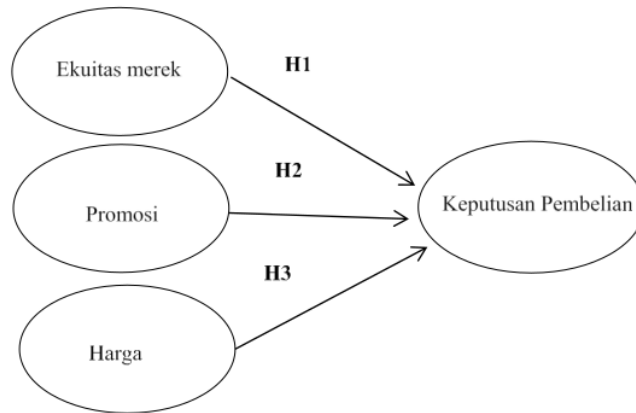 Ekuitas merek
H1
H2
Promosi
Keputusan Pembelian
H3
Harga